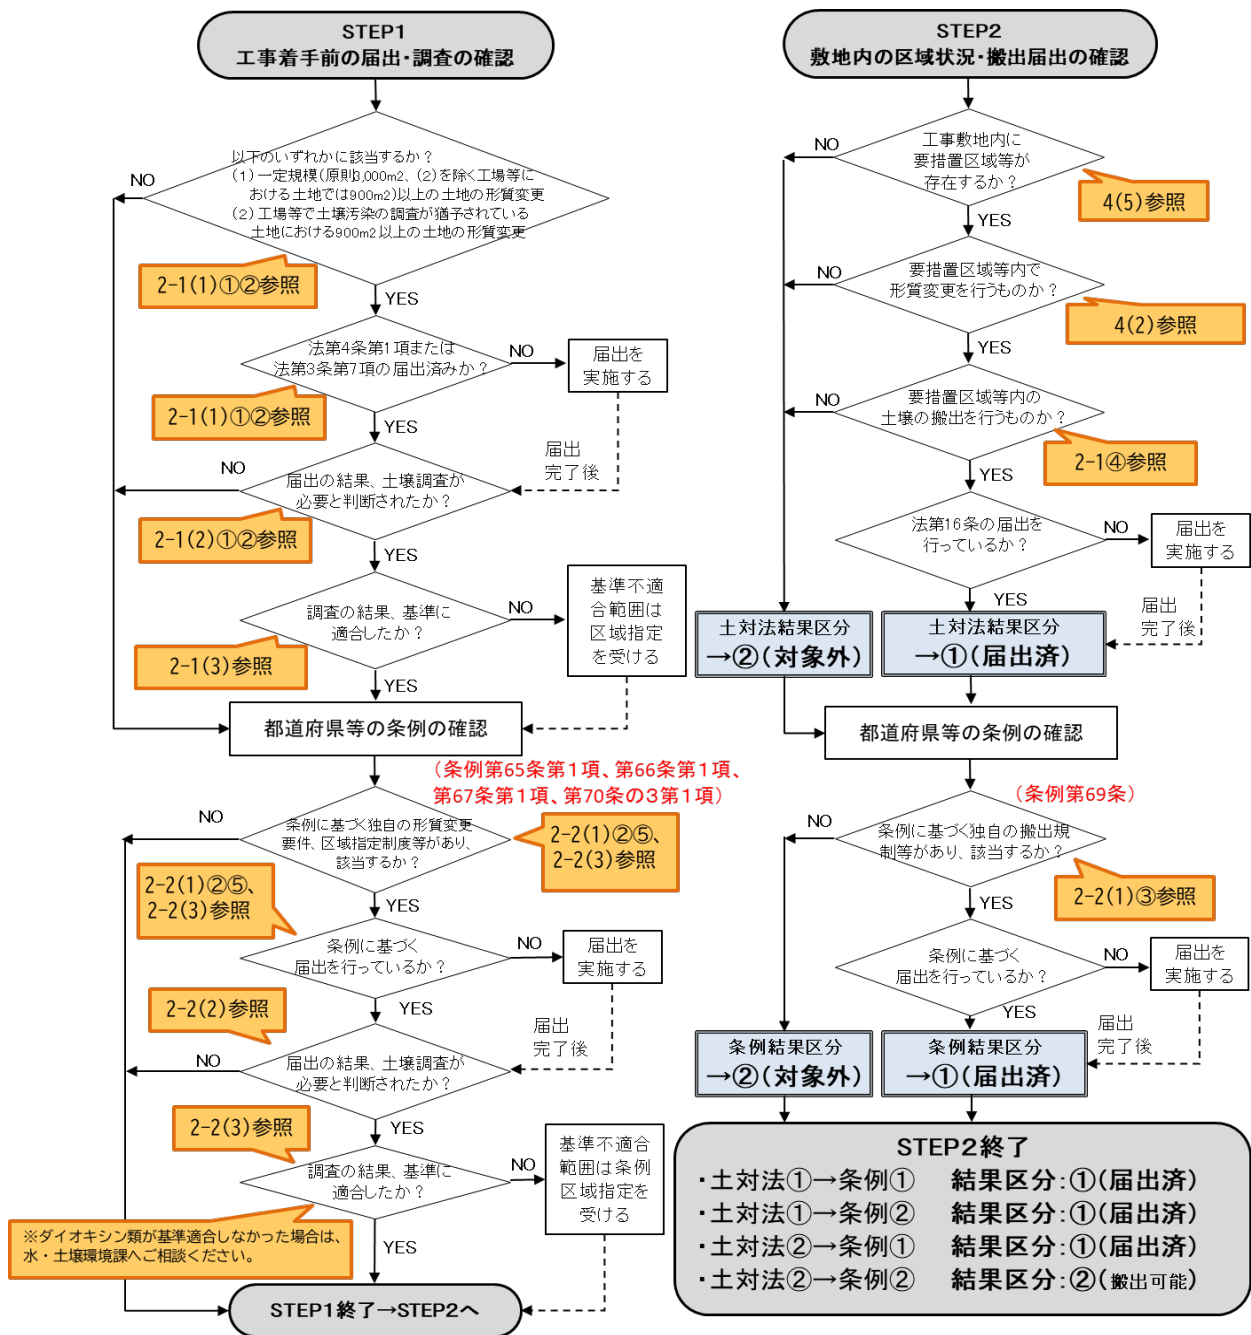 STEP1
工事着手前の届出・調査の確認
以下のいずれかに該当するか？
(1)一定規模(原則3,000m2、(2)を除く工場等に
おける土地では900m2)以上の土地の形質変更
(2)工場等で土壌汚染の調査が猶予されている
土地における900m2以上の土地の形質変更
NO
2-1(1)①②参照
YES
法第4条第1項または
法第3条第7項の届出済みか？
NO
届出を
実施する
2-1(1)①②参照
YES
届出
完了後
NO
届出の結果、土壌調査が
必要と判断されたか？
2-1(2)①②参照
YES
調査の結果、基準に
適合したか？
NO
基準不適
合範囲は
区域指定
を受ける
2-1(3)参照
YES
都道府県等の条例の確認
(条例第65条第1項、第66条第1項、
第67条第1項、第70条の3第1項)
NO
条例に基づく独自の形質変更
要件、区域指定制度等があり、
該当するか？
2-2(1)②⑤、
2-2(3)参照
2-2(1)②⑤、
2-2(3)参照
YES
条例に基づく
届出を行っているか？
NO
届出を
実施する
2-2(2)参照
YES
届出
完了後
NO
届出の結果、土壌調査が
必要と判断されたか？
2-2(3)参照
YES
調査の結果、基準に
適合したか？
NO
基準不適合
範囲は条例
区域指定を
受ける
※ダイオキシン類が基準適合しなかった場合は、
水・土壌環境課へご相談ください。
YES
STEP1終了→STEP2へ
STEP2
敷地内の区域状況・搬出届出の確認
NO
工事敷地内に
要措置区域等が
存在するか？
4(5)参照
YES
NO
要措置区域等内で
形質変更を行うものか？
4(2)参照
YES
NO
要措置区域等内の
土壌の搬出を行うものか？
2-1④参照
YES
法第16条の届出を
行っているか？
NO
届出を
実施する
YES
届出
完了後
土対法結果区分
→②(対象外)
土対法結果区分
→①(届出済)
都道府県等の条例の確認
(条例第69条)
NO
条例に基づく独自の搬出規
制等があり、該当するか？
2-2(1)③参照
YES
条例に基づく
届出を行っているか？
NO
届出を
実施する
YES
届出
完了後
条例結果区分
→②(対象外)
条例結果区分
→①(届出済)
STEP2終了
・土対法①→条例① 結果区分：①(届出済)
・土対法①→条例② 結果区分：①(届出済)
・土対法②→条例① 結果区分：①(届出済)
・土対法②→条例② 結果区分：②(搬出可能)